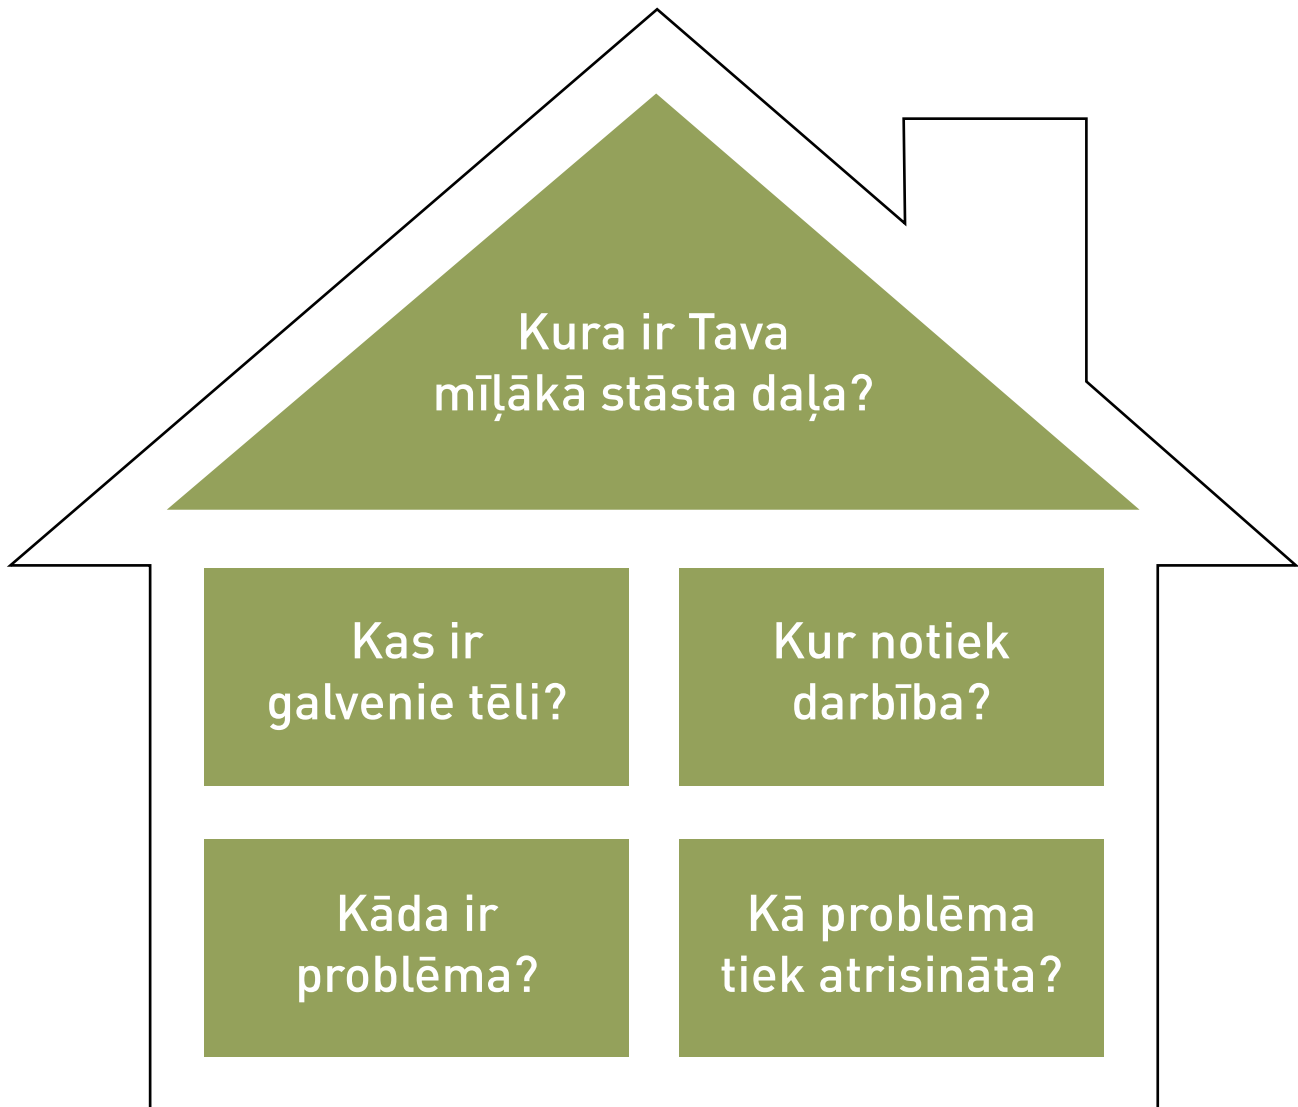 Kura ir Tava
mīļākā stāsta daļa?
Kas ir
galvenie tēli?
Kur notiek
darbība?
Kāda ir
problēma?
Kā problēma
tiek atrisināta?